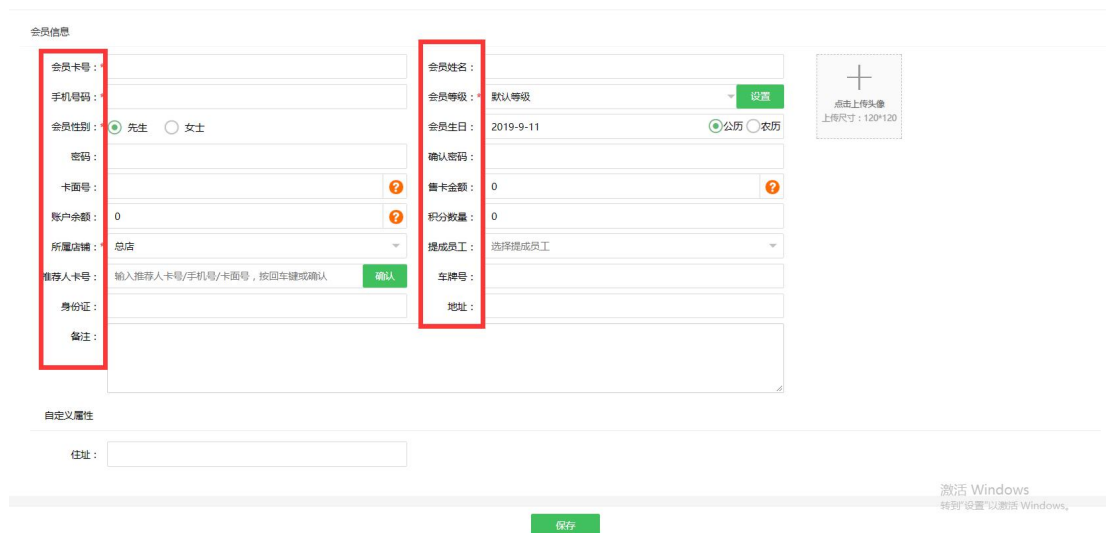 会员信息
会员卡号：* 会员姓名：
手机号码：* 会员等级：* 默认等级 设置
会员性别：* 先生 女士 会员生日： 2019-9-11 公历 农历
点击上传头像
上传尺寸：120*120
密码： 确认密码：
卡面号： ? 售卡金额： 0 ?
账户余额： 0 ? 积分数量： 0
所属店铺：* 总店 提成员工： 选择提成员工
推荐人卡号： 输入推荐人卡号/手机号/卡面号，按回车键或确认 确认 车牌号：
身份证： 地址：
备注：
自定义属性
住址：
激活 Windows
转到"设置"以激活 Windows。
保存